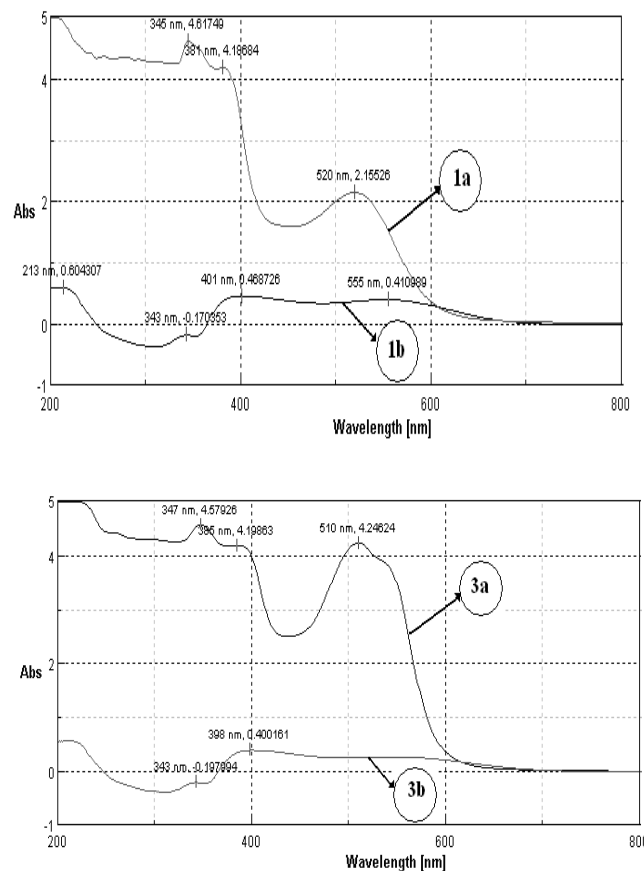 5
345 nm, 4.61749
381 nm, 4.18684
4
520 nm, 2.15526
1a
Abs
2
213 nm, 0.604307
401 nm, 0.468726
555 nm, 0.410989
343 nm, -0.170353
0
1b
-1
200
400
600
800
Wavelength [nm]
5
347 nm, 4.57926
385 nm, 4.19863
510 nm, 4.24624
4
3a
Abs
2
398 nm, 0.400161
343 nm, -0.197694
0
3b
-1
200
400
600
800
Wavelength [nm]